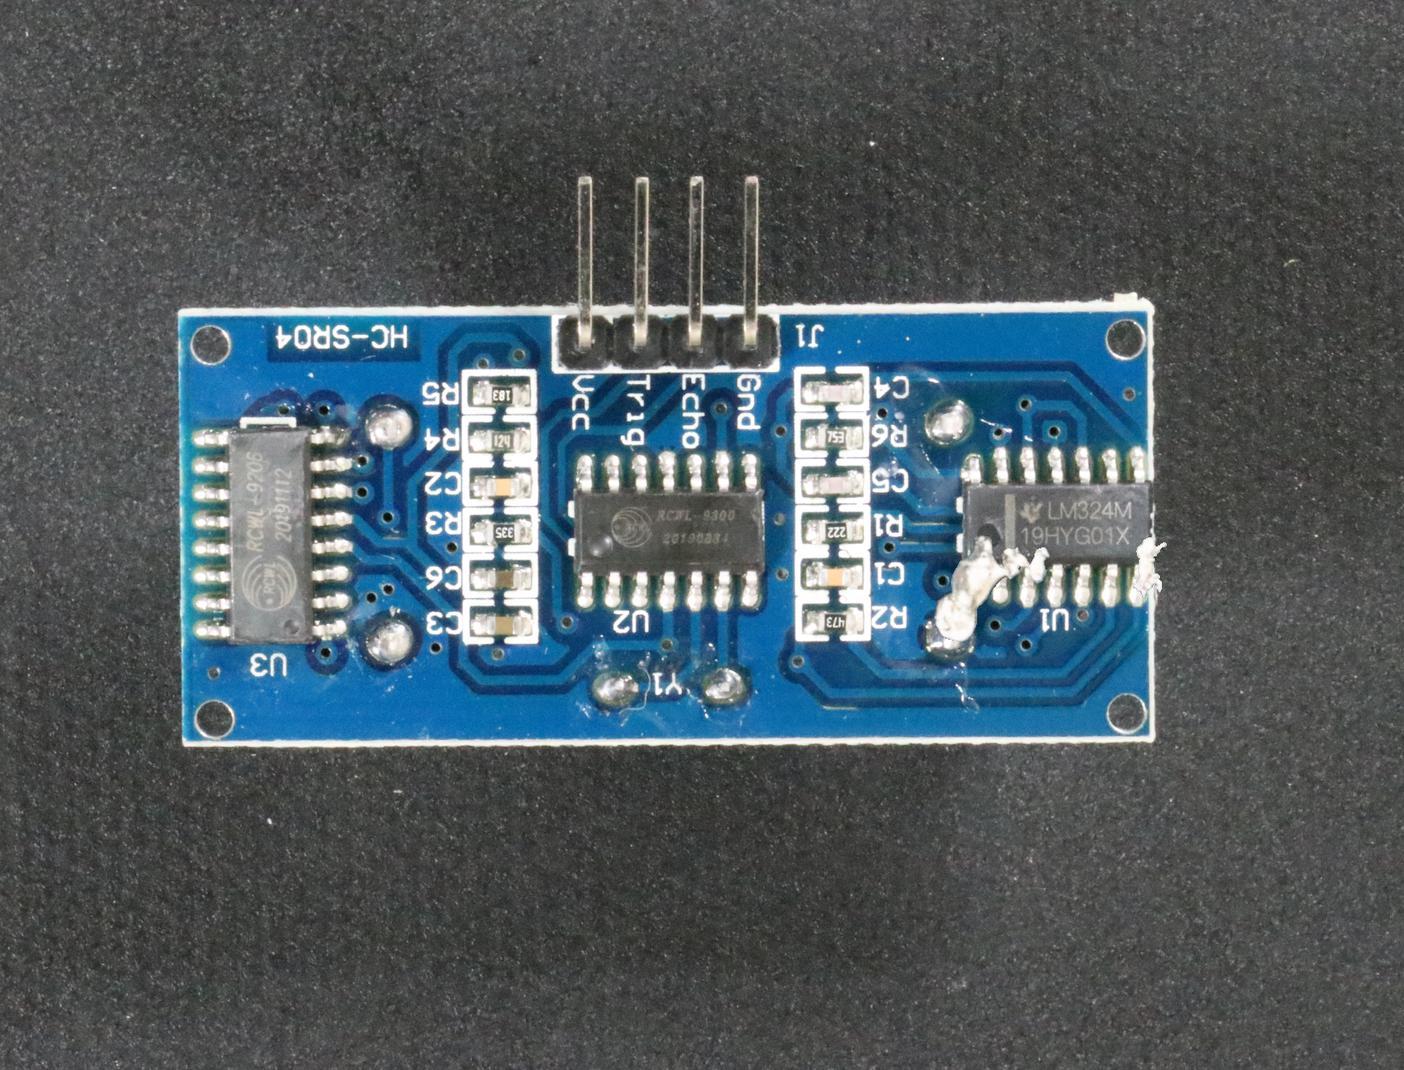 HC-SR04
J1
Vcc
Trig
Echo
Gnd
R5
183
R4
124
C2
R3
335
C6
C3
C4
R6
C5
R1
222
C1
R2
473
RCWL-9206
20191112
RCWL
U3
RCWL-9300
U2
Y1
LM324M
19HYG01X
U1